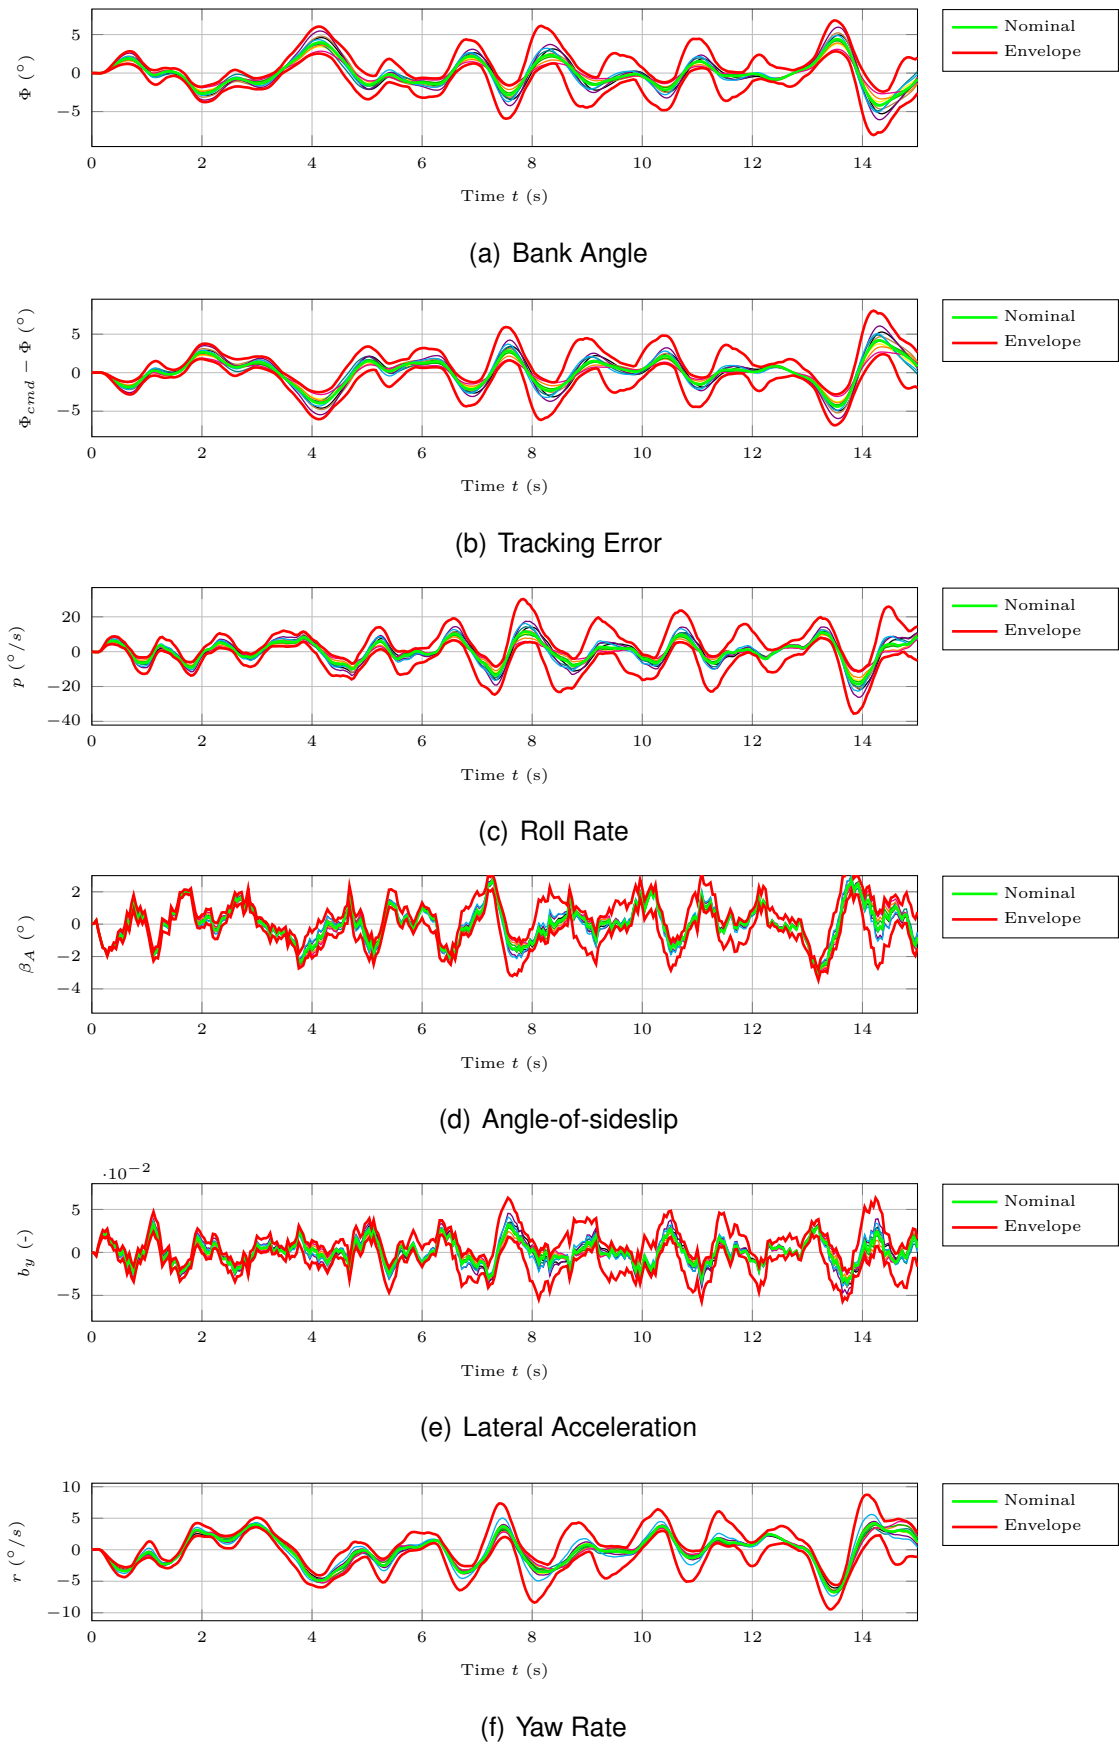 5
0
−5
Φ (°)
0 2 4 6 8 10 12 14
Time t (s)
Nominal
Envelope
(a) Bank Angle
5
0
−5
Φcmd − Φ (°)
0 2 4 6 8 10 12 14
Time t (s)
Nominal
Envelope
(b) Tracking Error
20
0
−20
−40
p (°/s)
0 2 4 6 8 10 12 14
Time t (s)
Nominal
Envelope
(c) Roll Rate
2
0
−2
−4
βA (°)
0 2 4 6 8 10 12 14
Time t (s)
Nominal
Envelope
(d) Angle-of-sideslip
·10−2
5
0
−5
by (-)
0 2 4 6 8 10 12 14
Time t (s)
Nominal
Envelope
(e) Lateral Acceleration
10
5
0
−5
−10
r (°/s)
0 2 4 6 8 10 12 14
Time t (s)
Nominal
Envelope
(f) Yaw Rate